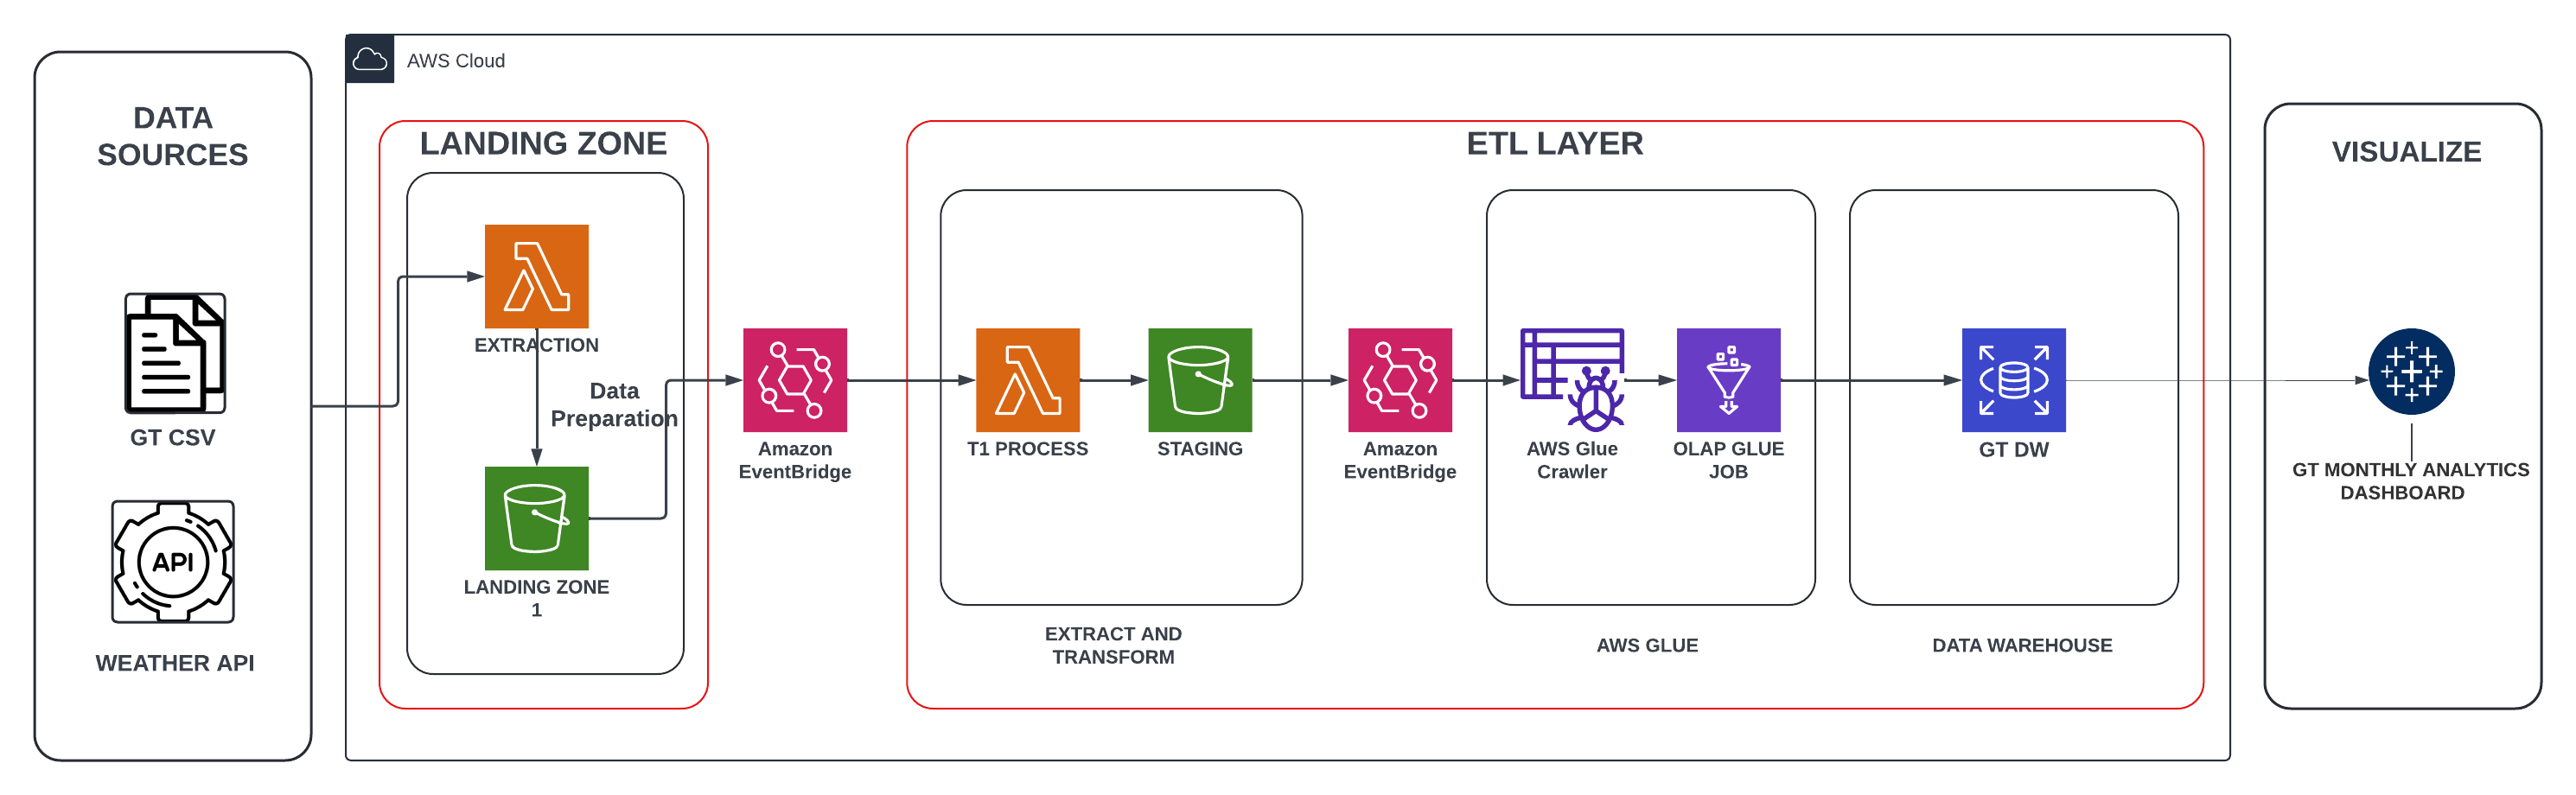 AWS Cloud
DATA
SOURCES
GT CSV
API
WEATHER API
LANDING ZONE
EXTRACTION
Data
Preparation
LANDING ZONE
1
Amazon
EventBridge
ETL LAYER
T1 PROCESS
STAGING
EXTRACT AND
TRANSFORM
Amazon
EventBridge
AWS Glue
Crawler
OLAP GLUE
JOB
AWS GLUE
GT DW
DATA WAREHOUSE
VISUALIZE
GT MONTHLY ANALYTICS
DASHBOARD